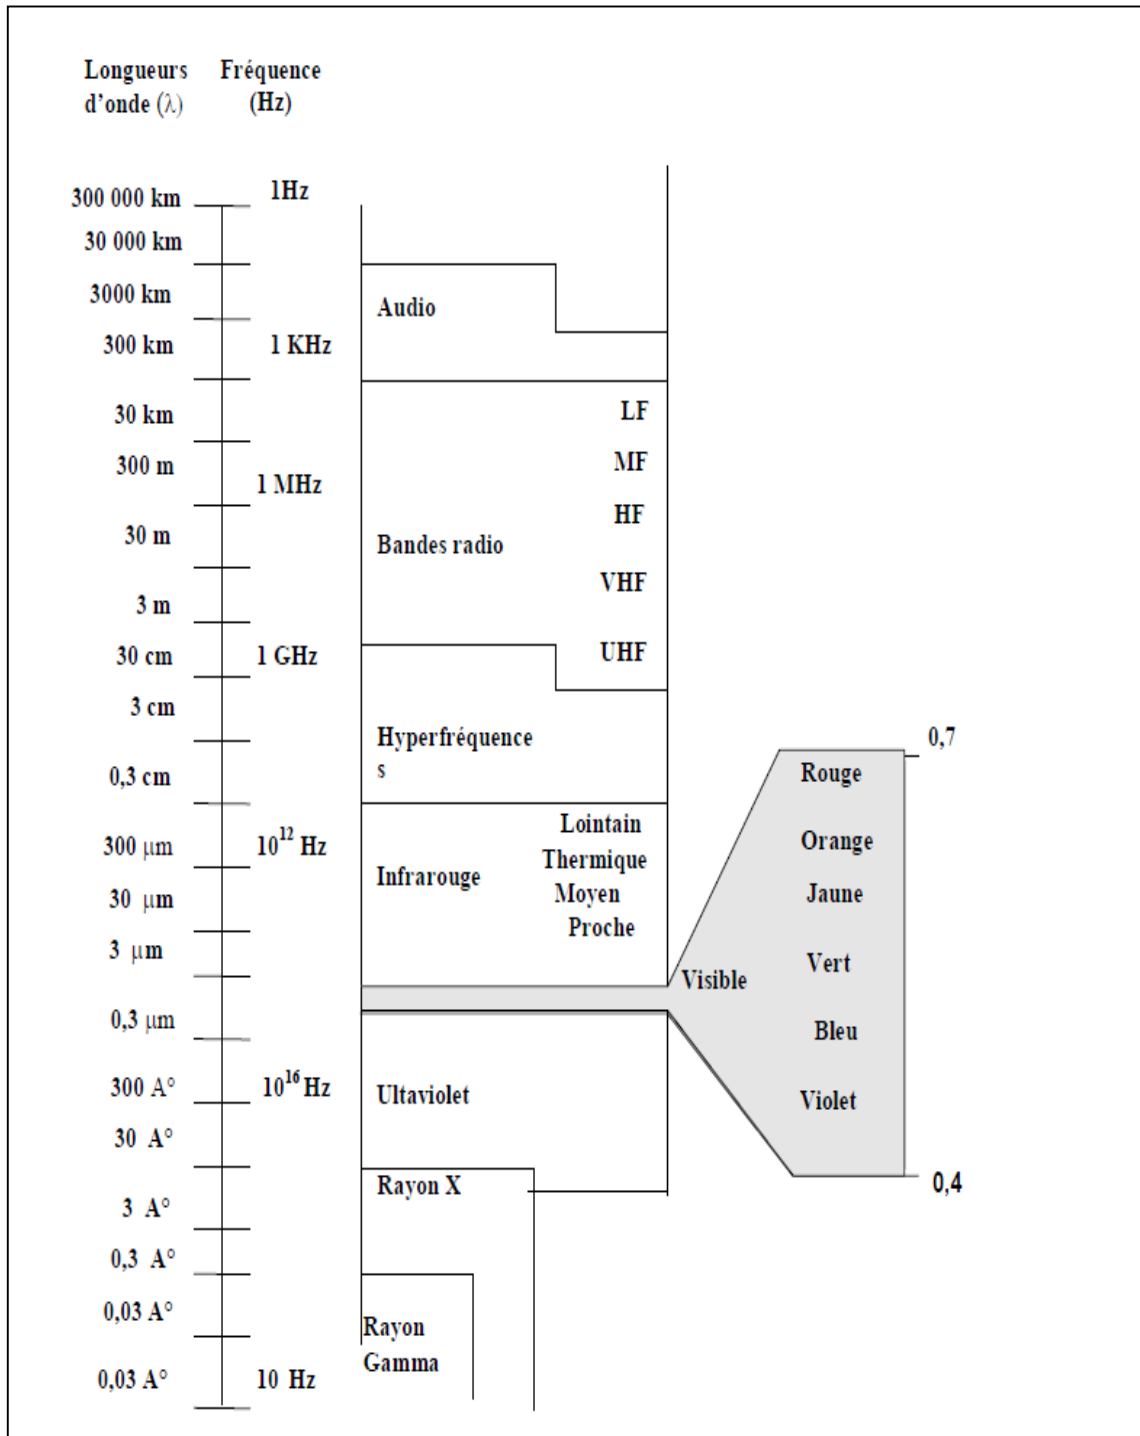 Longueurs
d'onde (λ)
Fréquence
(Hz)
300 000 km
1Hz
30 000 km
3000 km
Audio
300 km
1 KHz
30 km
LF
300 m
MF
1 MHz
HF
30 m
Bandes radio
VHF
3 m
30 cm
1 GHz
UHF
3 cm
Hyperfréquence
s
0,7
0,3 cm
Rouge
Lointain
300 μm
10¹² Hz
Thermique
Orange
30 μm
Infrarouge
Moyen
Jaune
Proche
3 μm
Visible
Vert
0,3 μm
Bleu
300 A°
10¹⁶ Hz
Ultaviolet
Violet
30 A°
Rayon X
0,4
3 A°
0,3 A°
0,03 A°
Rayon
Gamma
0,03 A°
10 Hz